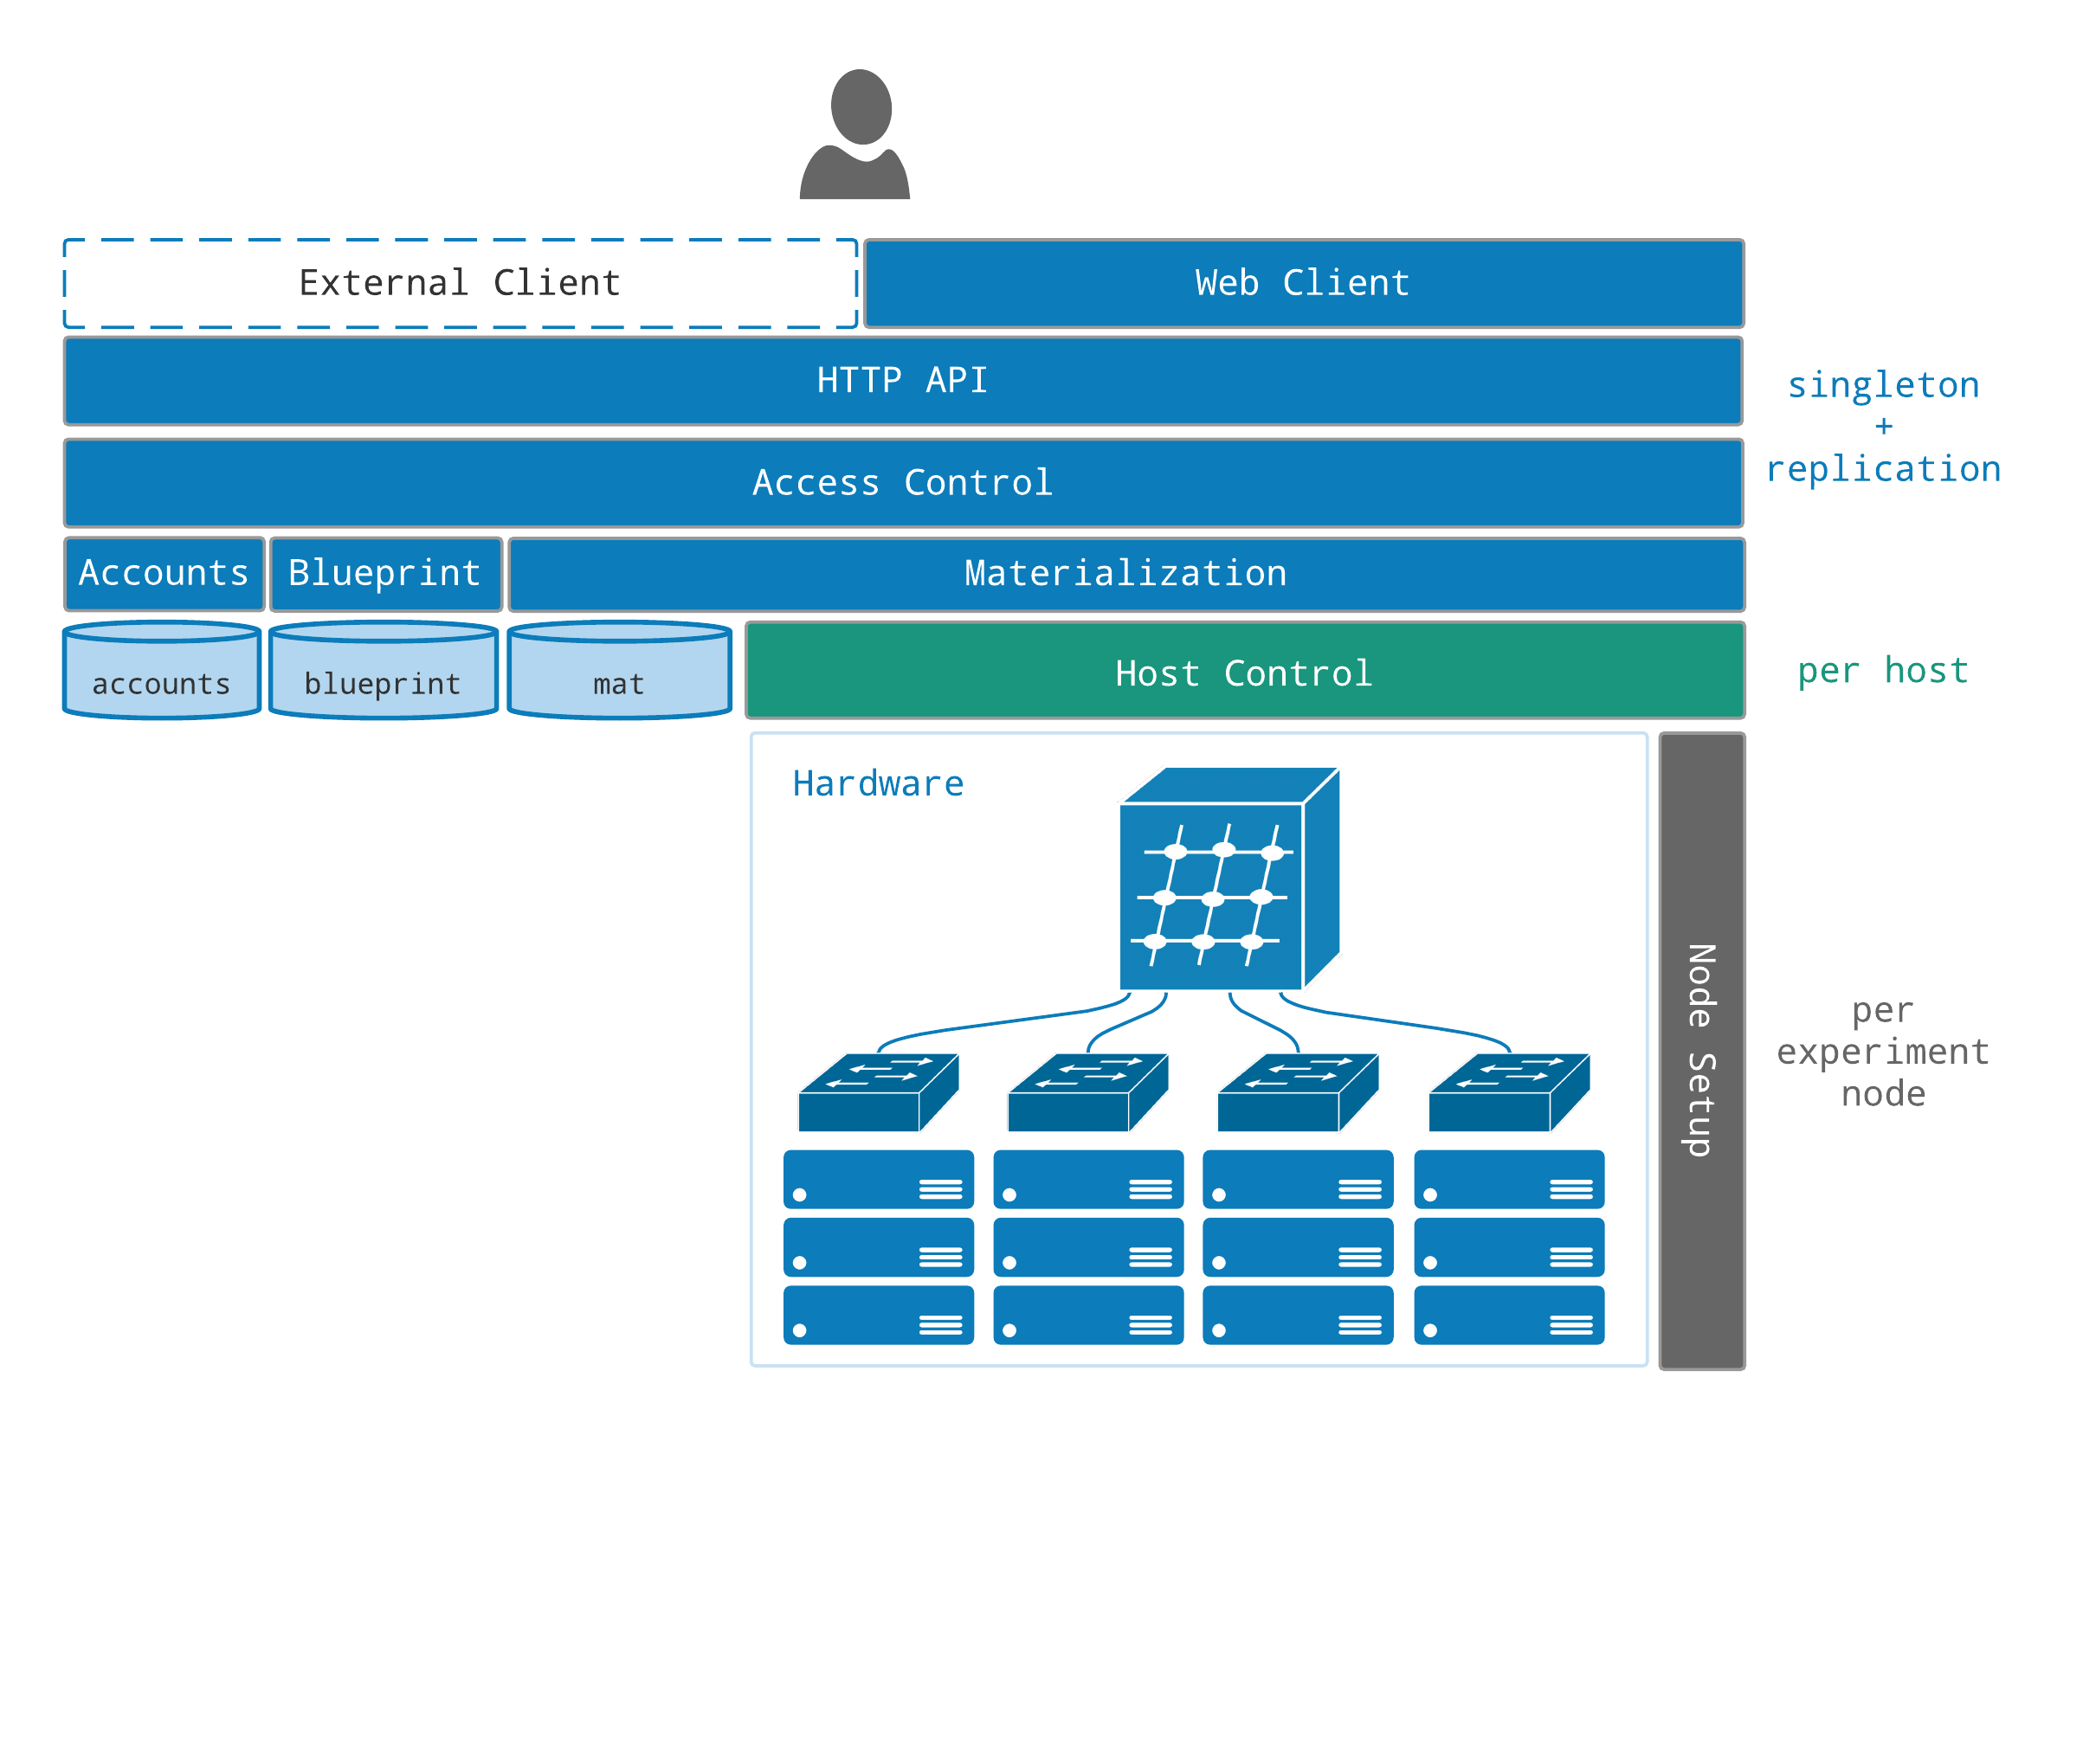 External Client
Web Client
HTTP API
singleton
+
replication
Access Control
Accounts
Blueprint
Materialization
accounts
blueprint
mat
Host Control
per host
Hardware
Node Setup
per
experiment
node